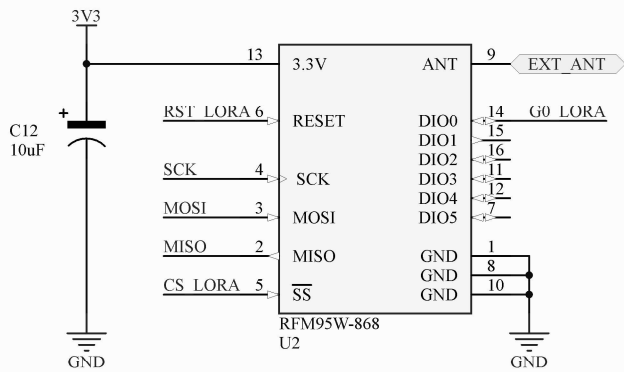 3V3
13 3.3V ANT 9 EXT_ANT
RST_LORA 6 RESET DIO0 14 G0_LORA
DIO1 15
DIO2 16
SCK 4 SCK DIO3 11
DIO4 12
MOSI 3 MOSI DIO5 7
MISO 2 MISO GND 1
GND 8
CS_LORA 5 SS GND 10
+
C12
10uF
RFM95W-868
U2
GND
GND